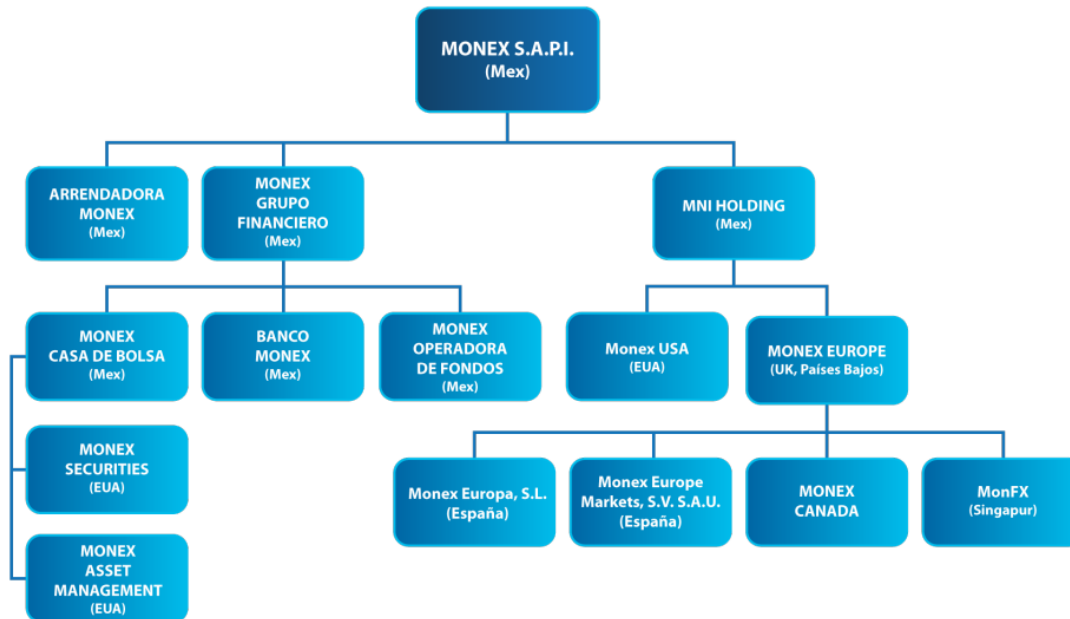 MONEX S.A.P.I.
(Mex)
ARRENDADORA
MONEX
(Mex)
MONEX
GRUPO
FINANCIERO
(Mex)
MNI HOLDING
(Mex)
MONEX
CASA DE BOLSA
(Mex)
BANCO
MONEX
(Mex)
MONEX
OPERADORA
DE FONDOS
(Mex)
Monex USA
(EUA)
MONEX EUROPE
(UK, Países Bajos)
MONEX
SECURITIES
(EUA)
Monex Europa, S.L.
(España)
Monex Europe
Markets, S.V. S.A.U.
(España)
MONEX
CANADA
MonFX
(Singapur)
MONEX
ASSET
MANAGEMENT
(EUA)